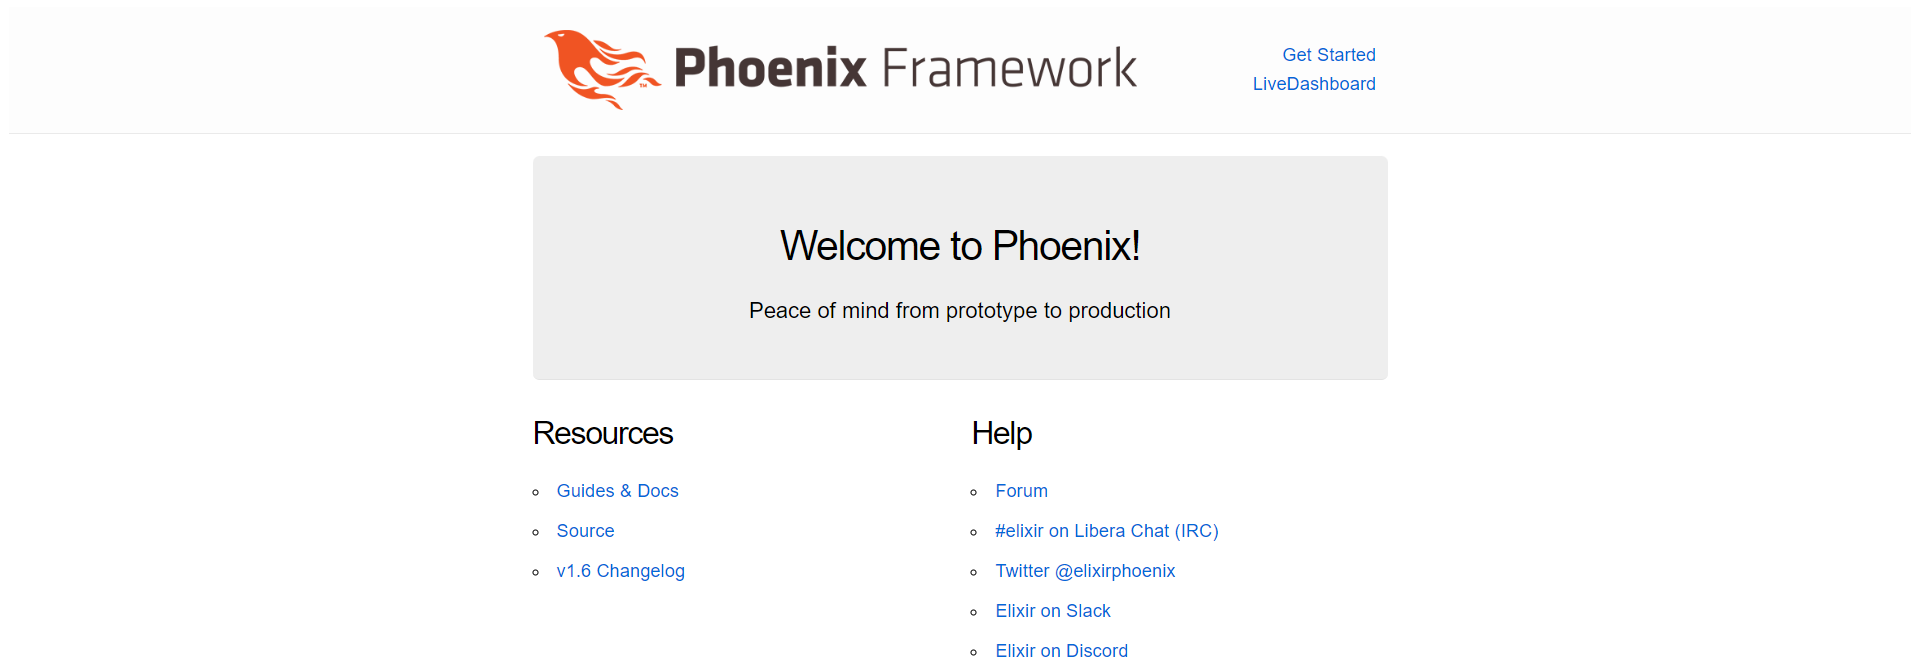 Phoenix Framework
TM
Get Started
LiveDashboard
Welcome to Phoenix!
Peace of mind from prototype to production
Resources
Guides & Docs
Source
v1.6 Changelog
Help
Forum
#elixir on Libera Chat (IRC)
Twitter @elixirphoenix
Elixir on Slack
Elixir on Discord